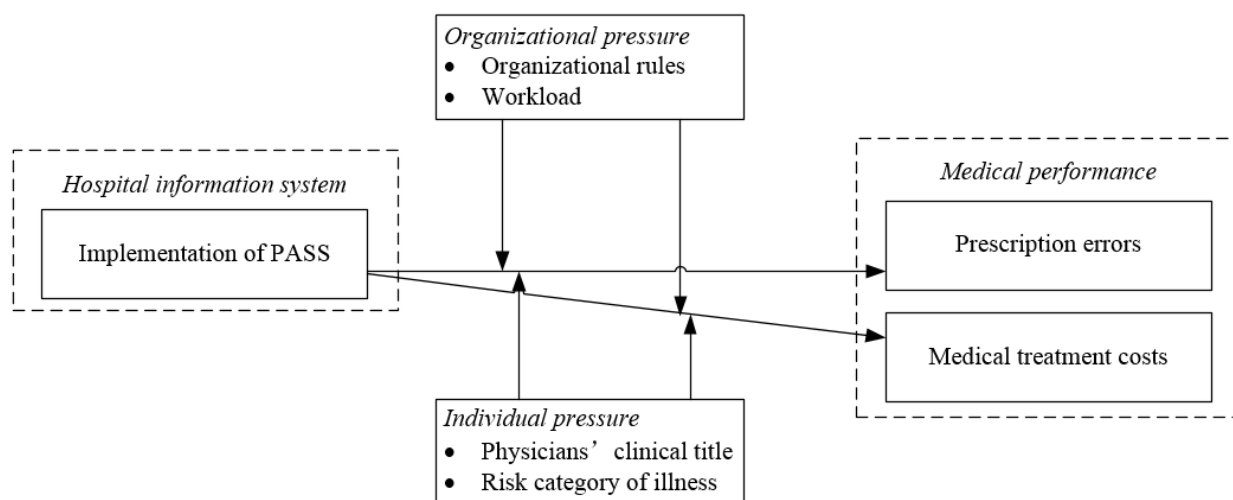 Organizational pressure
• Organizational rules
• Workload
Hospital information system
Implementation of PASS
Medical performance
Prescription errors
Medical treatment costs
Individual pressure
• Physicians’ clinical title
• Risk category of illness